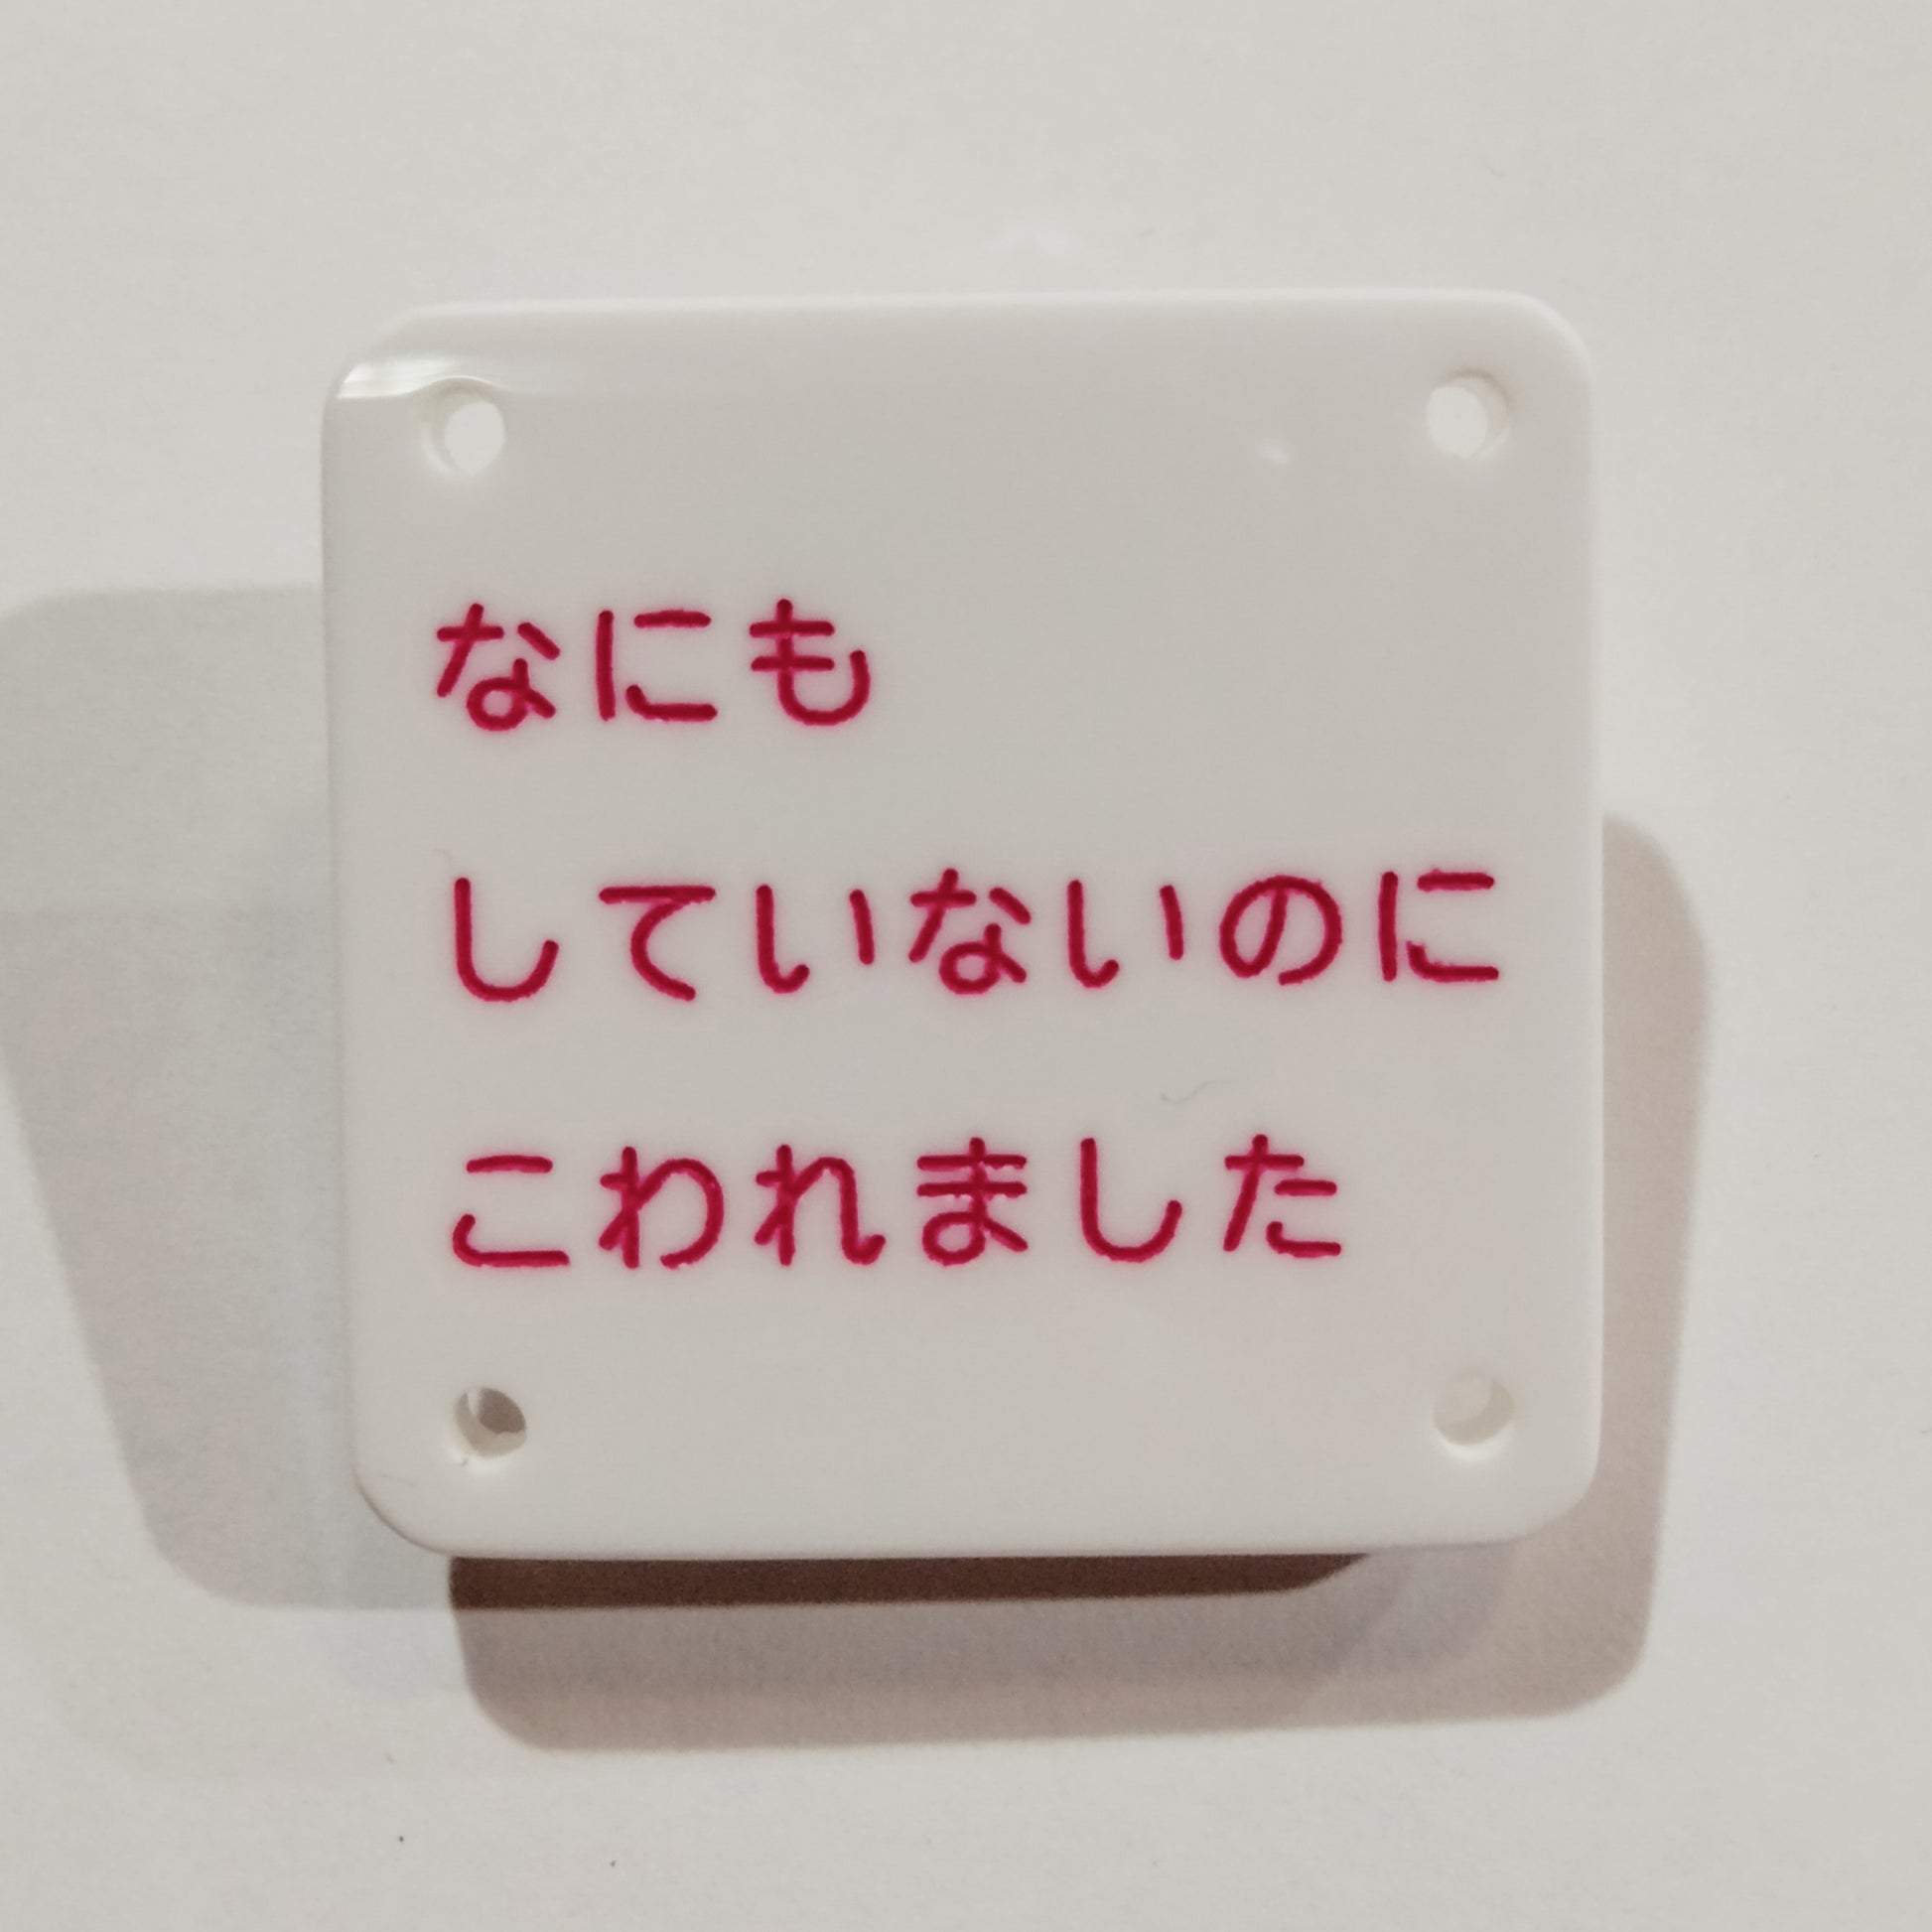 なにも
していないのに
こわれました